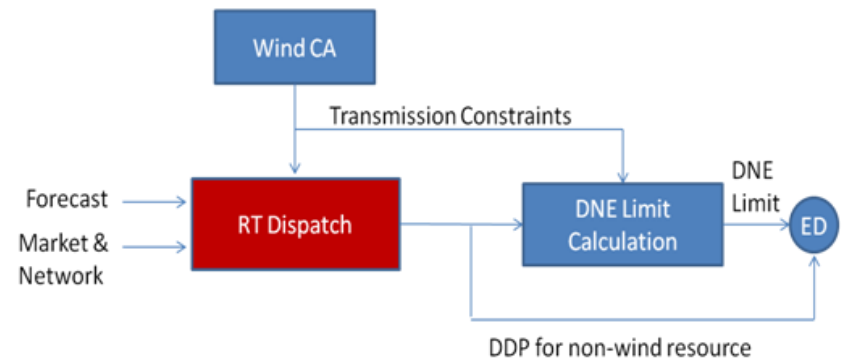 Wind CA
Transmission Constraints
Forecast
Market &
Network
RT Dispatch
DNE Limit
Calculation
DNE
Limit
ED
DDP for non-wind resource